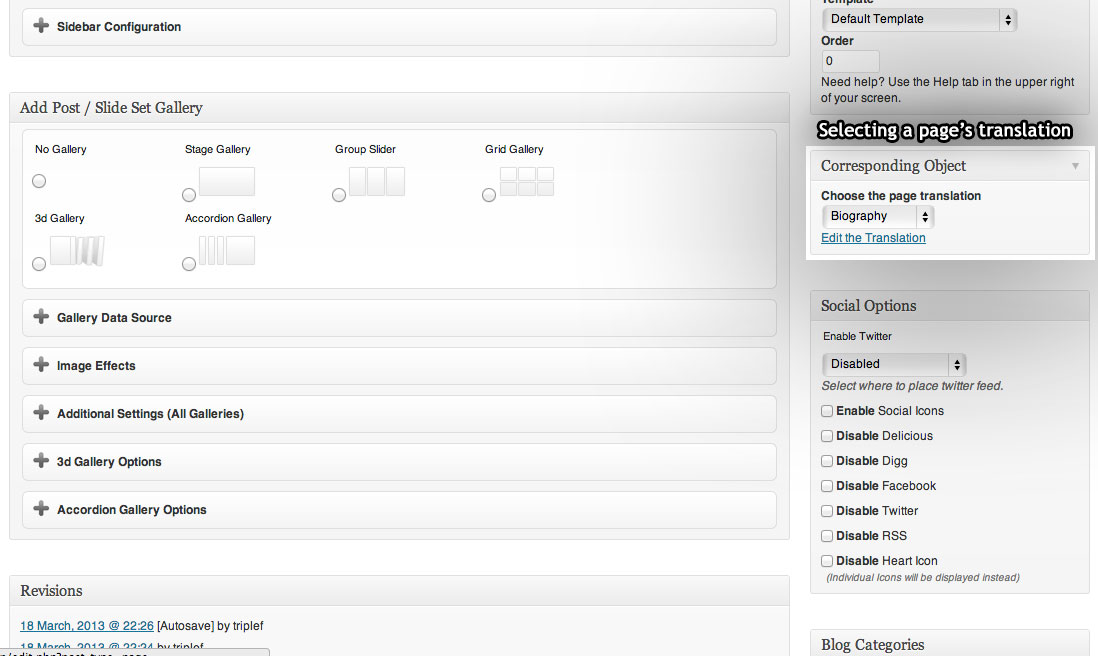 Sidebar Configuration
Add Post / Slide Set Gallery
No Gallery
Stage Gallery
Group Slider
Grid Gallery
3d Gallery
Accordion Gallery
Gallery Data Source
Image Effects
Additional Settings (All Galleries)
3d Gallery Options
Accordion Gallery Options
Revisions
18 March, 2013 @ 22:26 [Autosave] by triplef
18 March, 2013 @ 22:24 by triplef
Template
Default Template
Order
0
Need help? Use the Help tab in the upper right
of your screen.
Selecting a page's translation
Corresponding Object
Choose the page translation
Biography
Edit the Translation
Social Options
Enable Twitter
Disabled
Select where to place twitter feed.
Enable Social Icons
Disable Delicious
Disable Digg
Disable Facebook
Disable Twitter
Disable RSS
Disable Heart Icon
(Individual Icons will be displayed instead)
Blog Categories